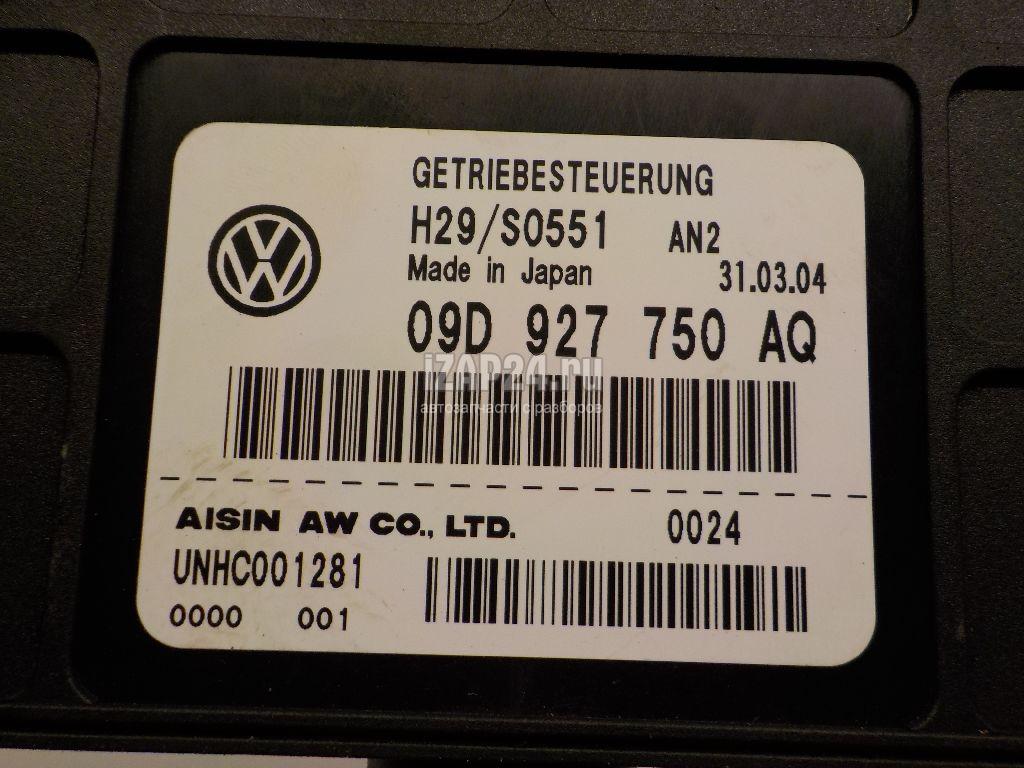 GETRIEBESTEUERUNG
H29/S0551 AN2
Made in Japan 31.03.04
09D 927 750 AQ
iZAP24.ru
автозапчасти с разборов
AISIN AW CO., LTD. 0024
UNHC001281
0000 001